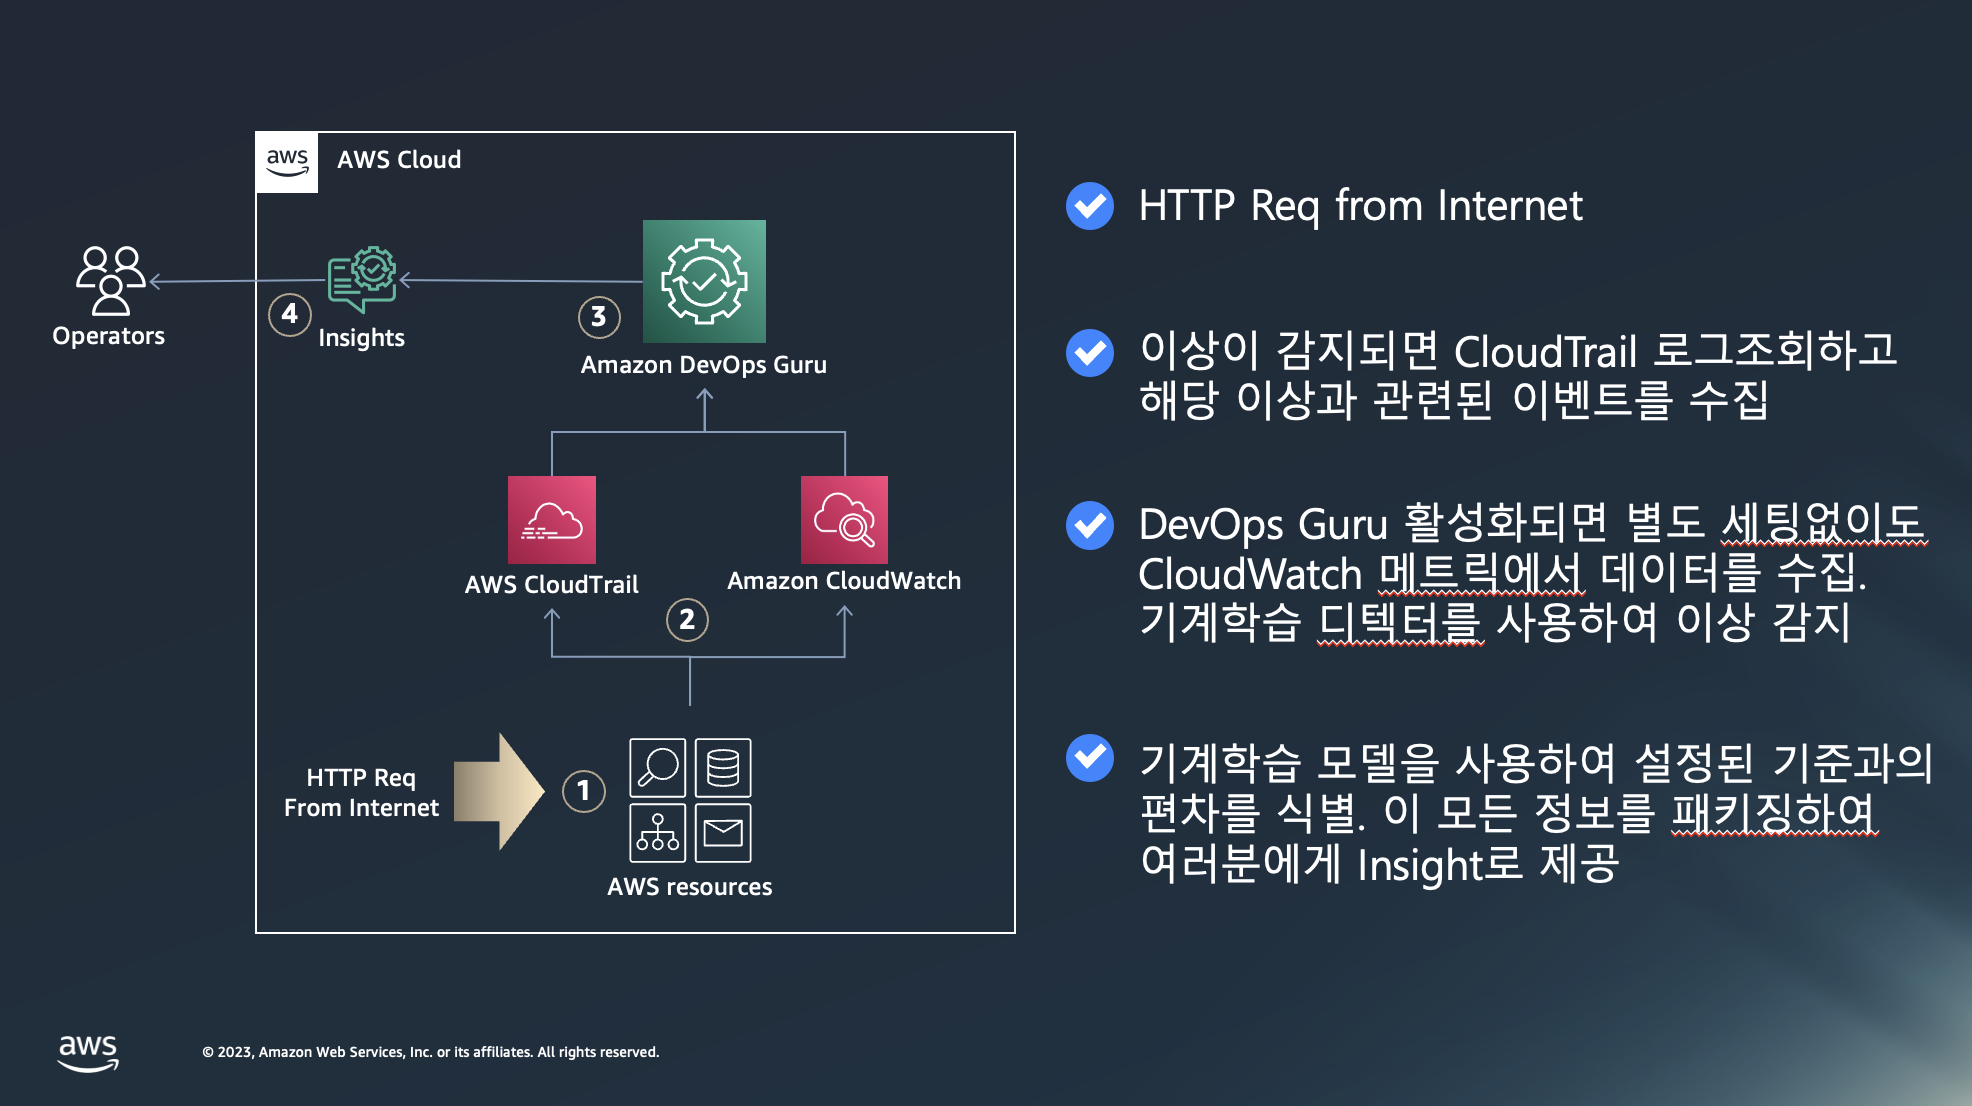 aws
AWS Cloud
Operators
4
Insights
3
Amazon DevOps Guru
AWS CloudTrail
Amazon CloudWatch
2
HTTP Req
From Internet
1
AWS resources
HTTP Req from Internet
이상이 감지되면 CloudTrail 로그조회하고
해당 이상과 관련된 이벤트를 수집
DevOps Guru 활성화되면 별도 세팅없이도
CloudWatch 메트릭에서 데이터를 수집.
기계학습 디텍터를 사용하여 이상 감지
기계학습 모델을 사용하여 설정된 기준과의
편차를 식별. 이 모든 정보를 패키징하여
여러분에게 Insight로 제공
aws
© 2023, Amazon Web Services, Inc. or its affiliates. All rights reserved.